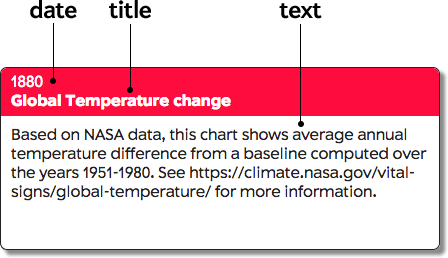 date title text
1880
Global Temperature change
Based on NASA data, this chart shows average annual
temperature difference from a baseline computed over
the years 1951-1980. See https://climate.nasa.gov/vital-
signs/global-temperature/ for more information.